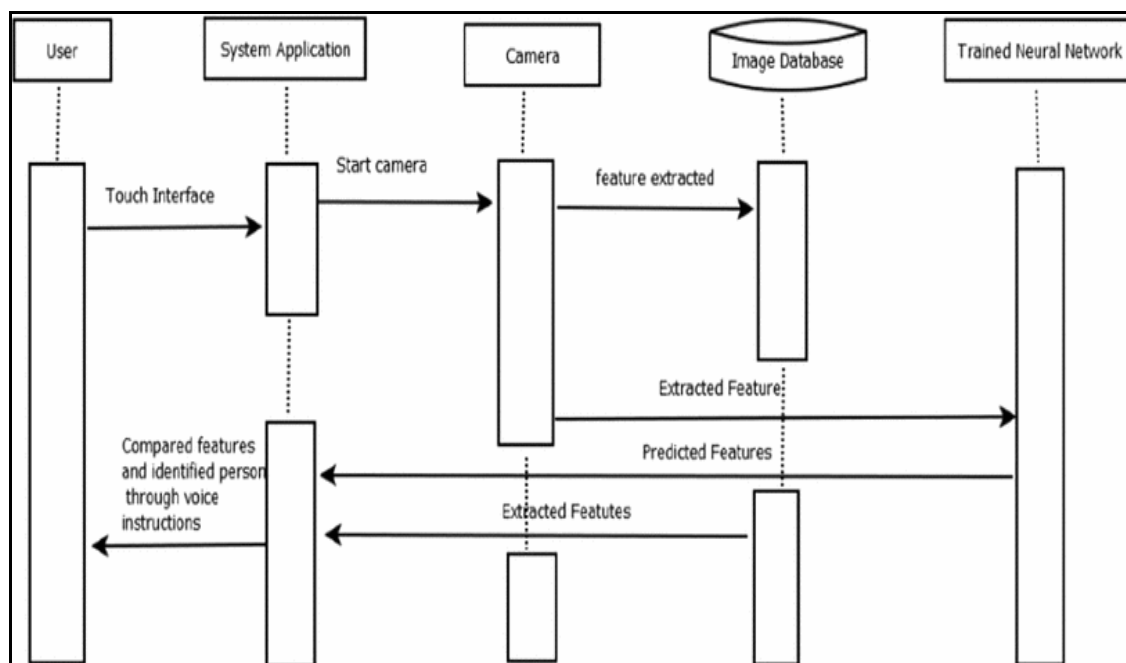 User
System Application
Camera
Image Database
Trained Neural Network
Start camera
feature extracted
Touch Interface
Extracted Feature
Compared features
and identified person
through voice
instructions
Predicted Features
Extracted Featutes